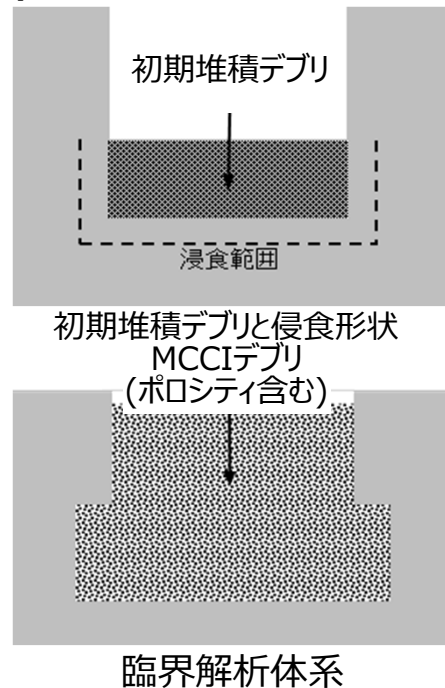 初期堆積デブリ
浸食範囲
初期堆積デブリと侵食形状
MCCIデブリ
(ポロシティ含む)
臨界解析体系